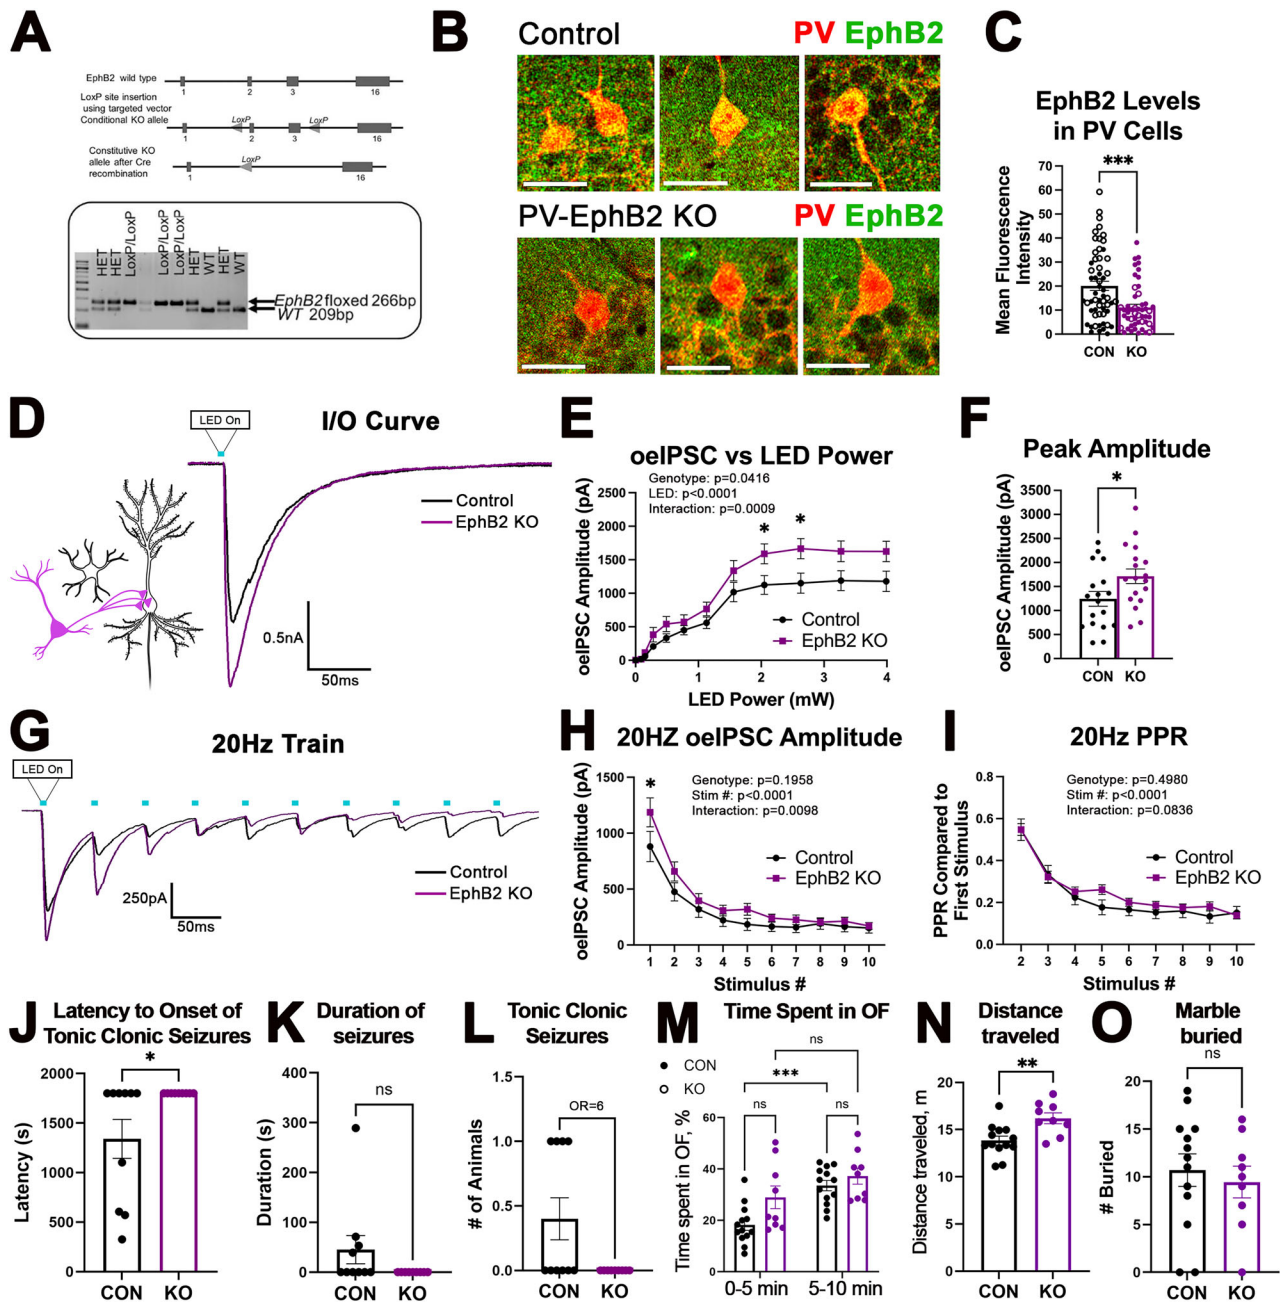 A
EphB2 wild type
1 2 3 16
LoxP site insertion
using targeted vector
Conditional KO allele
LoxP LoxP
1 2 3 16
Constitutive KO
allele after Cre
recombination
LoxP
1 16
HET
HET
LoxP/LoxP
LoxP/LoxP
LoxP/LoxP
HET
WT
HET
WT
EphB2 floxed 266bp
WT 209bp
B
Control PV EphB2
PV-EphB2 KO PV EphB2
C
EphB2 Levels
in PV Cells
***
Mean Fluorescence
Intensity
70
60
50
40
30
20
10
0
CON KO
D
LED On
I/O Curve
Control
EphB2 KO
0.5nA
50ms
E
oeIPSC vs LED Power
Genotype: p=0.0416
LED: p<0.0001
Interaction: p=0.0009
* *
oeIPSC Amplitude (pA)
2500
2000
1500
1000
500
0
Control
EphB2 KO
0 1 2 3 4
LED Power (mW)
F
Peak Amplitude
*
oeIPSC Amplitude (pA)
3500
3000
2500
2000
1500
1000
500
0
CON KO
G
20Hz Train
LED On
Control
EphB2 KO
250pA
50ms
H
20HZ oeIPSC Amplitude
Genotype: p=0.1958
Stim #: p<0.0001
Interaction: p=0.0098
*
oeIPSC Amplitude (pA)
1500
1000
500
0
Control
EphB2 KO
1 2 3 4 5 6 7 8 9 10
Stimulus #
I
20Hz PPR
Genotype: p=0.4980
Stim #: p<0.0001
Interaction: p=0.0836
PPR Compared to
First Stimulus
0.8
0.6
0.4
0.2
0.0
Control
EphB2 KO
2 3 4 5 6 7 8 9 10
Stimulus #
J
Latency to Onset of
Tonic Clonic Seizures
*
Latency (s)
2000
1500
1000
500
0
CON KO
K
Duration of
seizures
ns
Duration (s)
400
300
200
100
0
CON KO
L
Tonic Clonic
Seizures
OR=6
# of Animals
1.5
1.0
0.5
0.0
CON KO
M
Time Spent in OF
CON
KO
ns
***
ns
ns
Time spent in OF, %
60
40
20
0
0-5 min 5-10 min
N
Distance
traveled
**
Distance traveled, m
20
15
10
5
0
CON KO
O
Marble
buried
ns
# Buried
20
15
10
5
0
CON KO